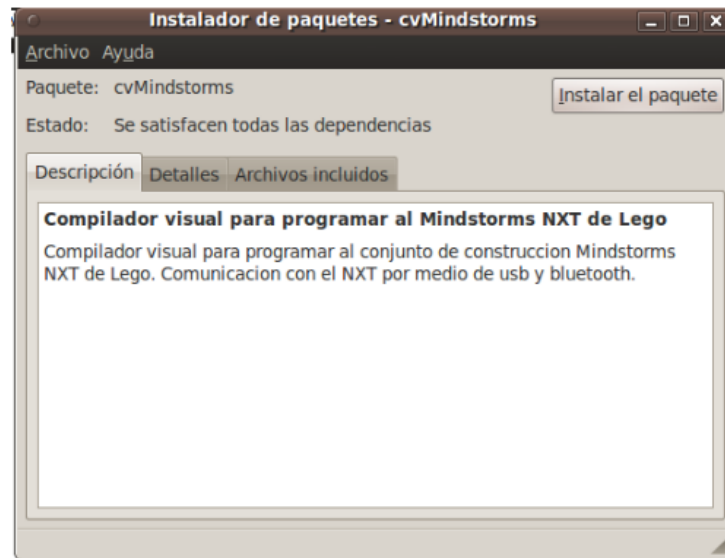 Instalador de paquetes - cvMindstorms
Archivo Ayuda
Paquete: cvMindstorms
Instalar el paquete
Estado: Se satisfacen todas las dependencias
Descripción Detalles Archivos incluidos
Compilador visual para programar al Mindstorms NXT de Lego
Compilador visual para programar al conjunto de construccion Mindstorms
NXT de Lego. Comunicacion con el NXT por medio de usb y bluetooth.